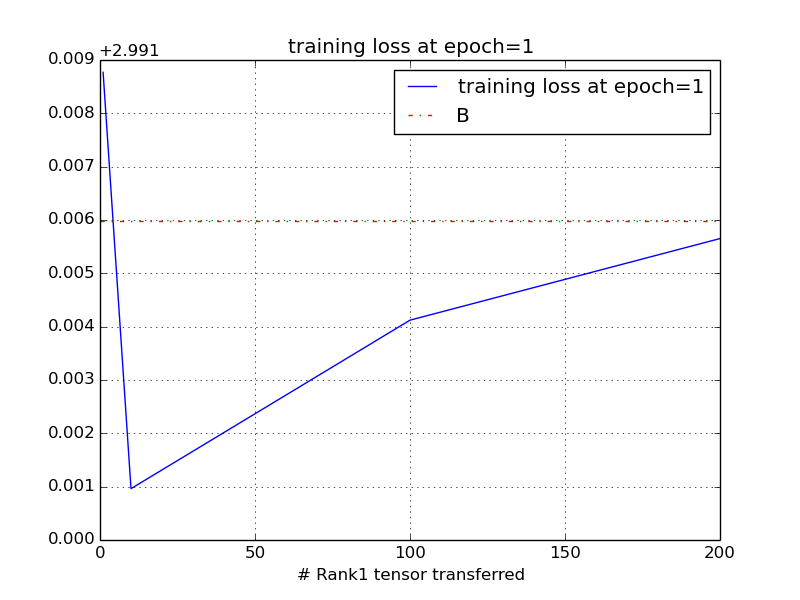 training loss at epoch=1
+2.991
0.009
0.008
0.007
0.006
0.005
0.004
0.003
0.002
0.001
0.000
training loss at epoch=1
B
0 50 100 150 200
# Rank1 tensor transferred